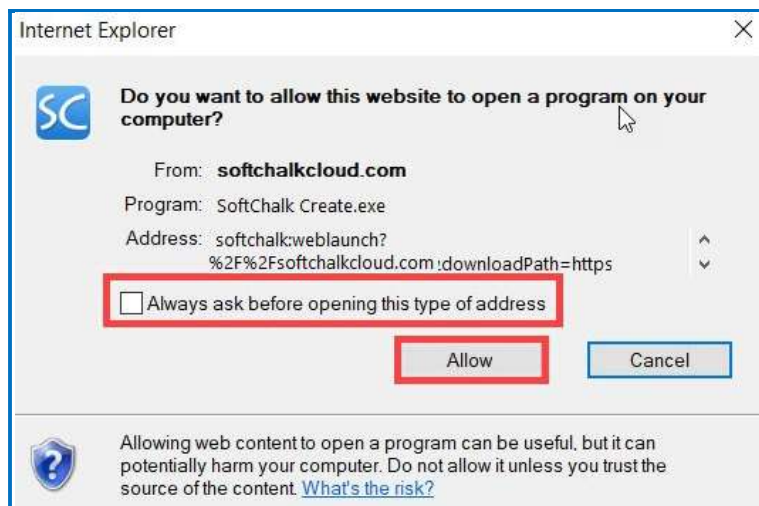 Internet Explorer
SC
Do you want to allow this website to open a program on your
computer?
From: softchalkcloud.com
Program: SoftChalk Create.exe
Address: softchalk:weblaunch?
%2F%2Fsoftchalkcloud.com :downloadPath=https
Always ask before opening this type of address
Allow Cancel
Allowing web content to open a program can be useful, but it can
potentially harm your computer. Do not allow it unless you trust the
source of the content. What's the risk?